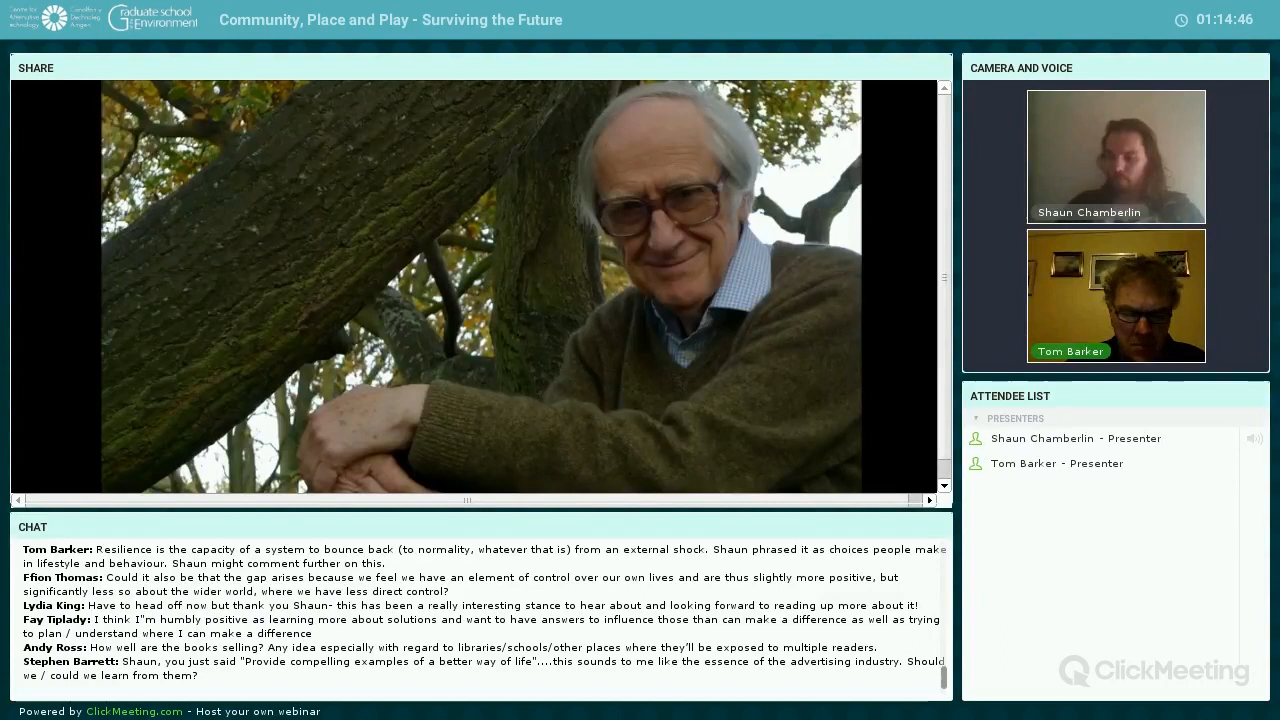 Centre for
Alternative
Technology
Canolfan y
Dechnoleg
Amgen
Graduate school
of the
ENVIRONMENT
Community, Place and Play - Surviving the Future
01:14:46
SHARE
CAMERA AND VOICE
Shaun Chamberlin
Tom Barker
ATTENDEE LIST
PRESENTERS
Shaun Chamberlin - Presenter
Tom Barker - Presenter
CHAT
Tom Barker: Resilience is the capacity of a system to bounce back (to normality, whatever that is) from an external shock. Shaun phrased it as choices people make
in lifestyle and behaviour. Shaun might comment further on this.
Ffion Thomas: Could it also be that the gap arises because we feel we have an element of control over our own lives and are thus slightly more positive, but
significantly less so about the wider world, where we have less direct control?
Lydia King: Have to head off now but thank you Shaun- this has been a really interesting stance to hear about and looking forward to reading up more about it!
Fay Tiplady: I think I"m humbly positive as learning more about solutions and want to have answers to influence those than can make a difference as well as trying
to plan / understand where I can make a difference
Andy Ross: How well are the books selling? Any idea especially with regard to libraries/schools/other places where they'll be exposed to multiple readers.
Stephen Barrett: Shaun, you just said "Provide compelling examples of a better way of life"....this sounds to me like the essence of the advertising industry. Should
we / could we learn from them?
ClickMeeting
Powered by ClickMeeting.com - Host your own webinar